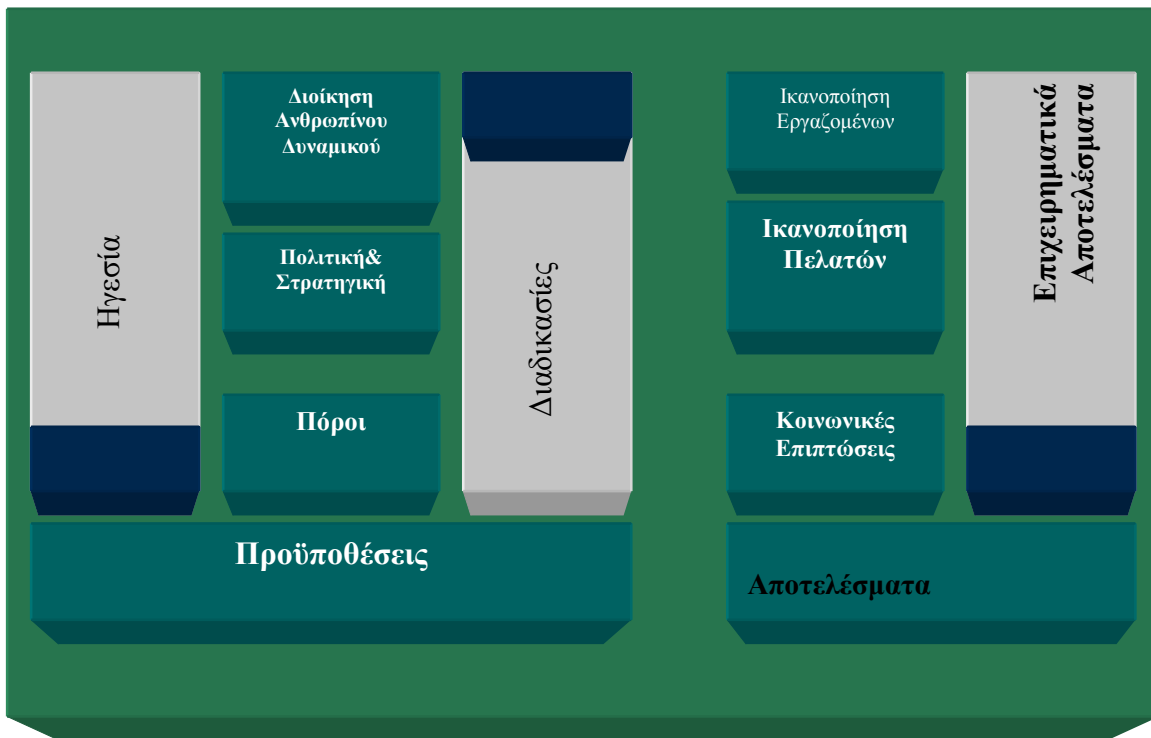 Ηγεσία
Διοίκηση
Ανθρωπίνου
Δυναμικού
Πολιτική&
Στρατηγική
Πόροι
Διαδικασίες
Ικανοποίηση
Εργαζομένων
Ικανοποίηση
Πελατών
Κοινωνικές
Επιπτώσεις
Επιχειρηματικά
Αποτελέσματα
Προϋποθέσεις
Αποτελέσματα